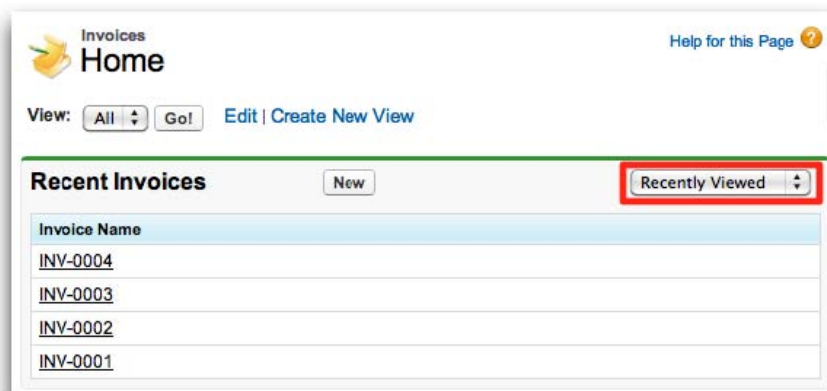 Invoices
Home
Help for this Page ?
View: All Go! Edit | Create New View
Recent Invoices New Recently Viewed
Invoice Name
INV-0004
INV-0003
INV-0002
INV-0001